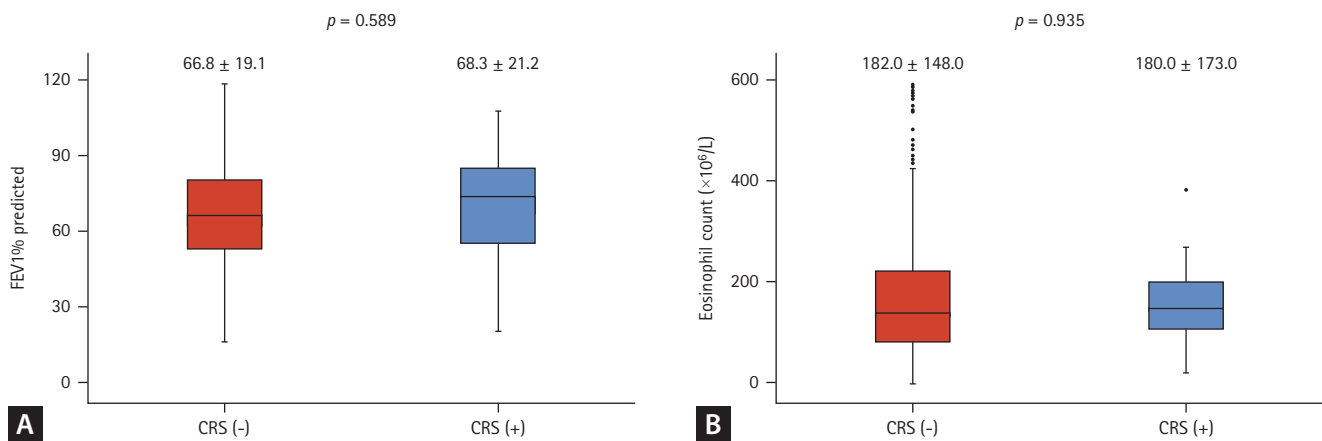 p = 0.589
66.8 ± 19.1
68.3 ± 21.2
120
90
60
30
0
FEV1% predicted
CRS (-)
CRS (+)
A
p = 0.935
182.0 ± 148.0
180.0 ± 173.0
600
400
200
0
Eosinophil count (×10⁶/L)
CRS (-)
CRS (+)
B